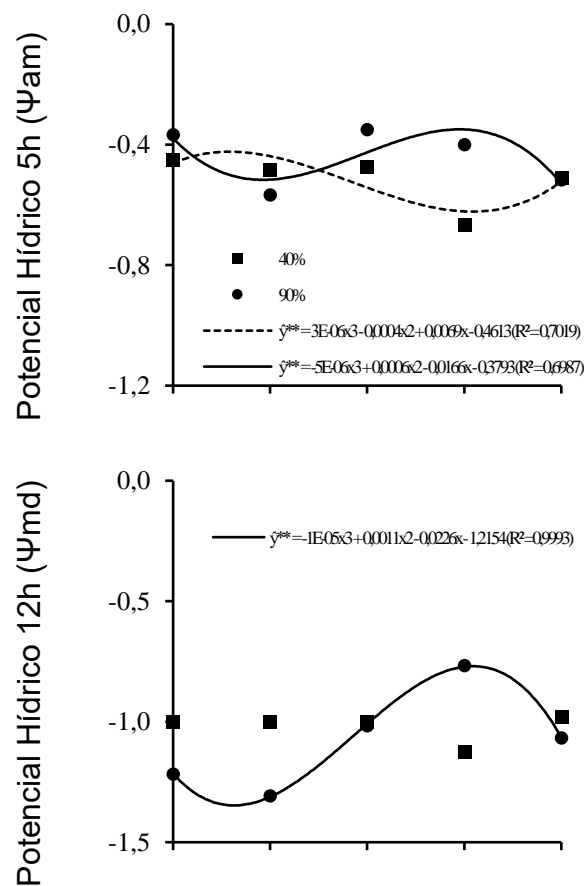 Potencial Hídrico 5h (Ψam)
0,0
-0,4
-0,8
-1,2
40%
90%
ŷ**=3E-06x3-0,0004x2+0,0069x-0,4613(R²=0,7019)
ŷ**=-5E-06x3+0,0006x2-0,0166x-0,3793(R²=0,6987)
Potencial Hídrico 12h (Ψmd)
0,0
-0,5
-1,0
-1,5
ŷ**=-1E-05x3+0,0011x2-0,0226x-1,2154(R²=0,9993)